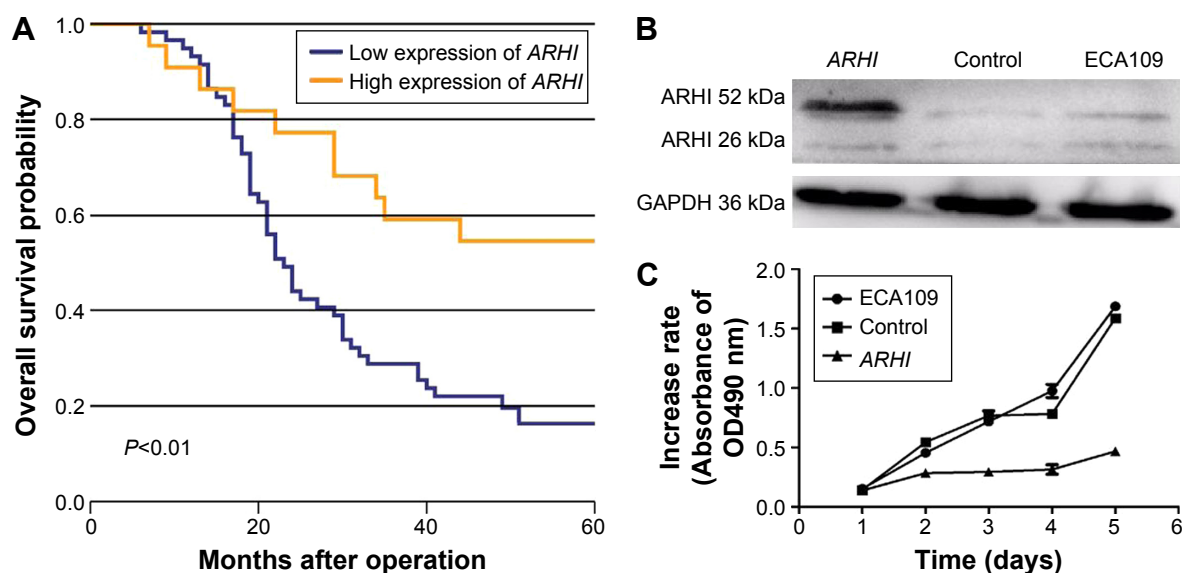 A
Overall survival probability
1.0
0.8
0.6
0.4
0.2
0.0
Low expression of ARHI
High expression of ARHI
P<0.01
0 20 40 60
Months after operation
B
ARHI Control ECA109
ARHI 52 kDa
ARHI 26 kDa
GAPDH 36 kDa
C
Increase rate
(Absorbance of
OD490 nm)
2.0
1.5
1.0
0.5
0.0
ECA109
Control
ARHI
0 1 2 3 4 5 6
Time (days)